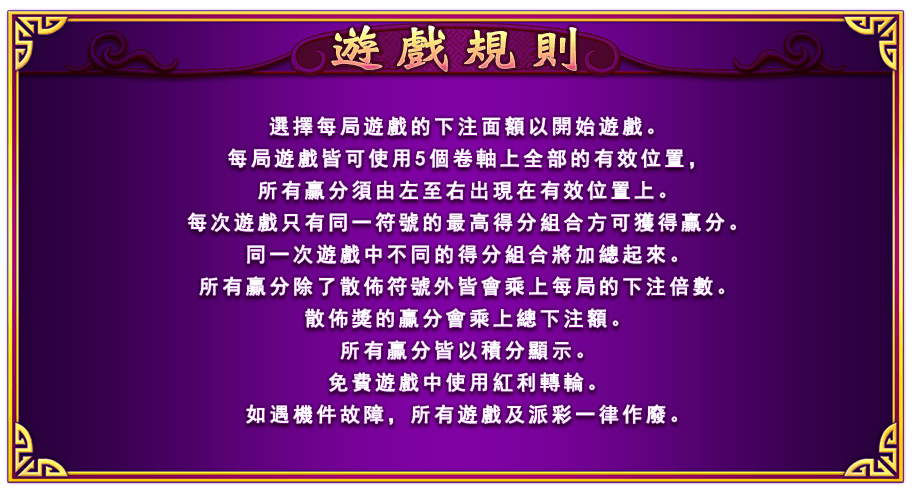 遊戲規則
選擇每局遊戲的下注面額以開始遊戲。
每局遊戲皆可使用5個卷軸上全部的有效位置，
所有贏分須由左至右出現在有效位置上。
每次遊戲只有同一符號的最高得分組合方可獲得贏分。
同一次遊戲中不同的得分組合將加總起來。
所有贏分除了散佈符號外皆會乘上每局的下注倍數。
散佈獎的贏分會乘上總下注額。
所有贏分皆以積分顯示。
免費遊戲中使用紅利轉輪。
如遇機件故障，所有遊戲及派彩一律作廢。